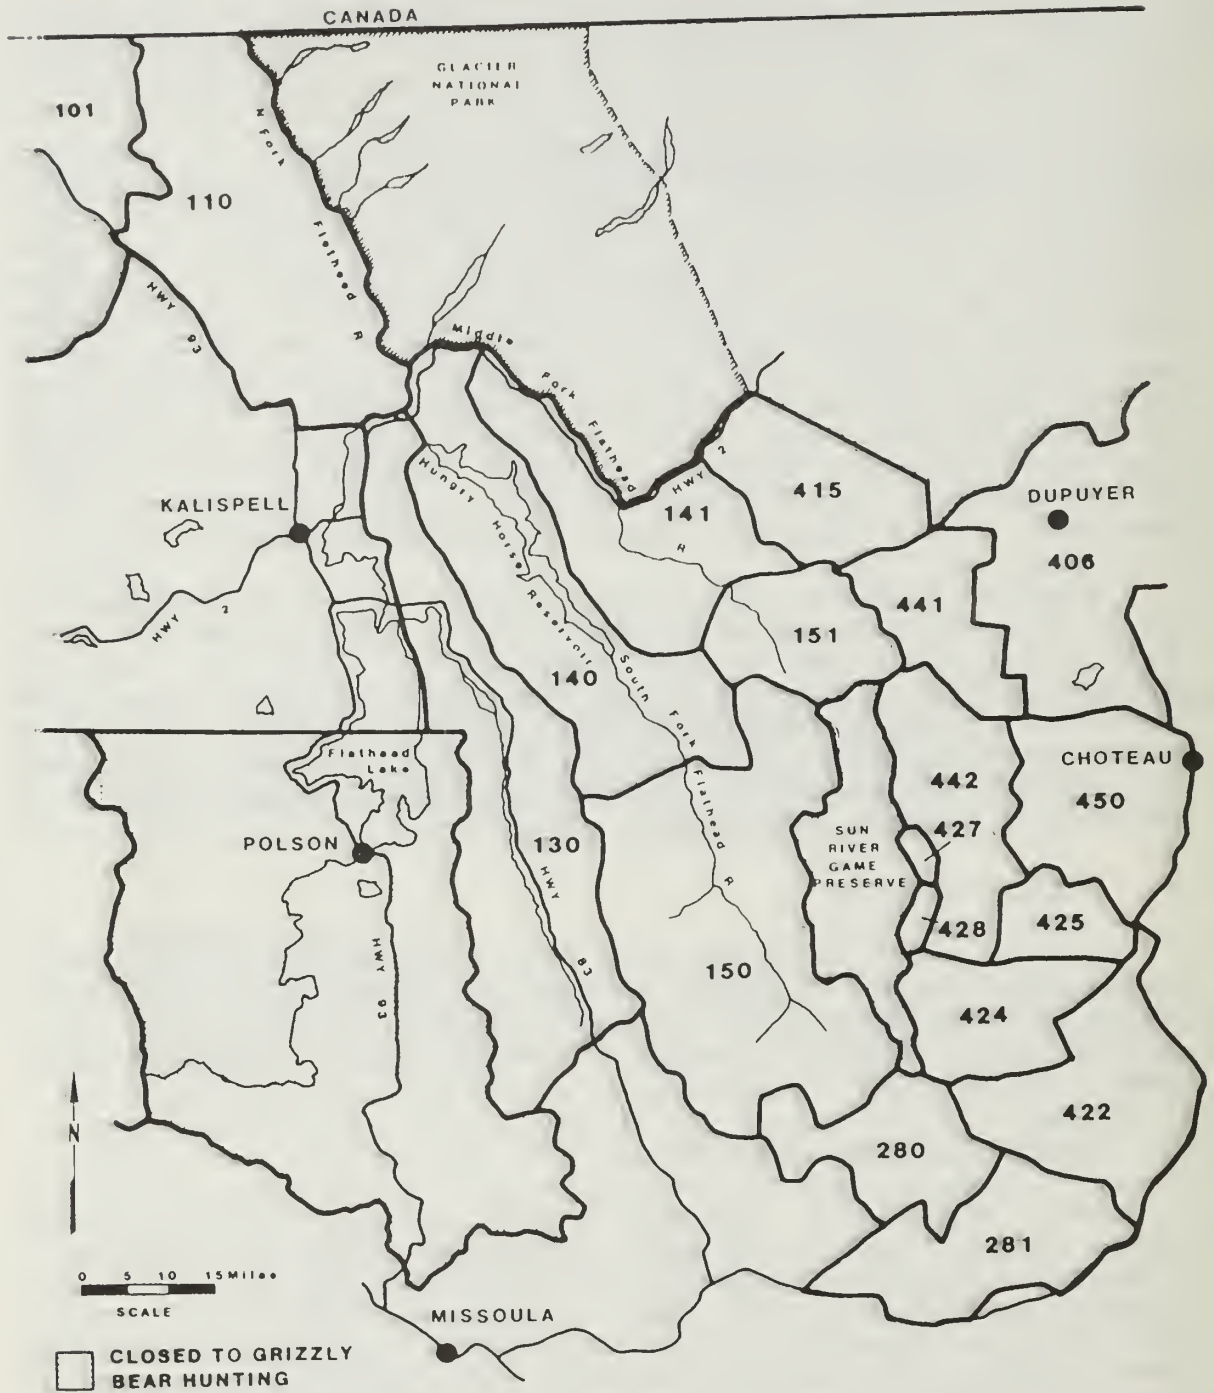 CANADA
GLACIER
NATIONAL
PARK
101
N Fork
Flathead R
110
HWY 93
Middle Fork Flathead
R
HWY 2
415
141
KALISPELL
DUPUYER
406
Hungry Horse Reservoir
441
HWY 2
151
140
South Fork Flathead R
Flathead
Lake
CHOTEAU
442
450
427
SUN
RIVER
GAME
PRESERVE
POLSON
130
HWY 83
428
425
HWY 93
150
424
422
N
280
281
0 5 10 15 Miles
SCALE
MISSOULA
CLOSED TO GRIZZLY
BEAR HUNTING